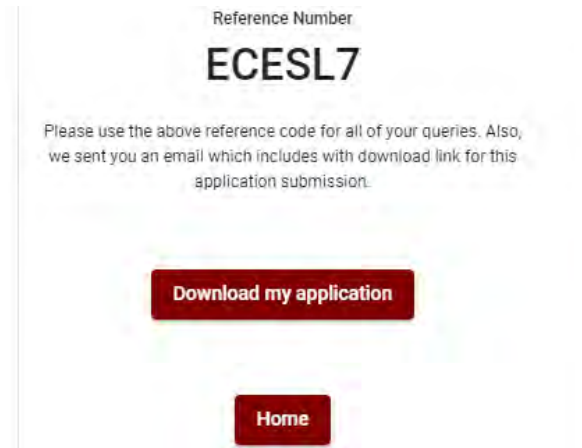 Reference Number
ECESL7
Please use the above reference code for all of your queries. Also,
we sent you an email which includes with download link for this
application submission.
Download my application
Home